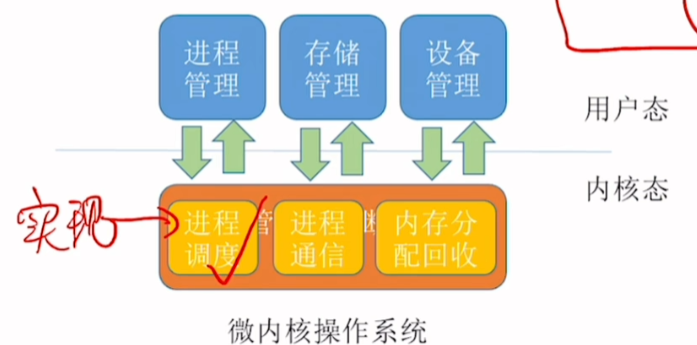 进程
管理
存储
管理
设备
管理
用户态
内核态
实现
进程
调度
管
进程
通信
断
内存分
配回收
微内核操作系统